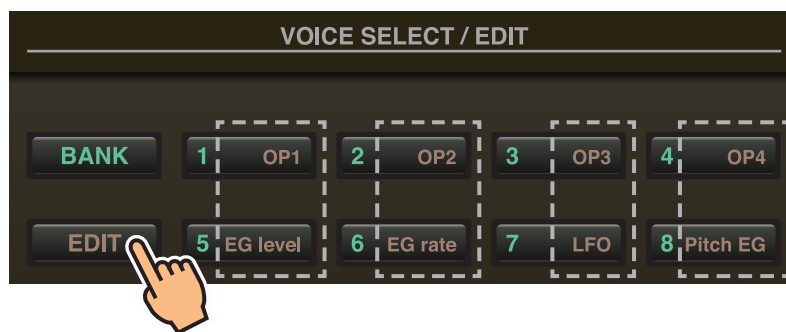 VOICE SELECT / EDIT
BANK 1 OP1 2 OP2 3 OP3 4 OP4
EDIT 5 EG level 6 EG rate 7 LFO 8 Pitch EG